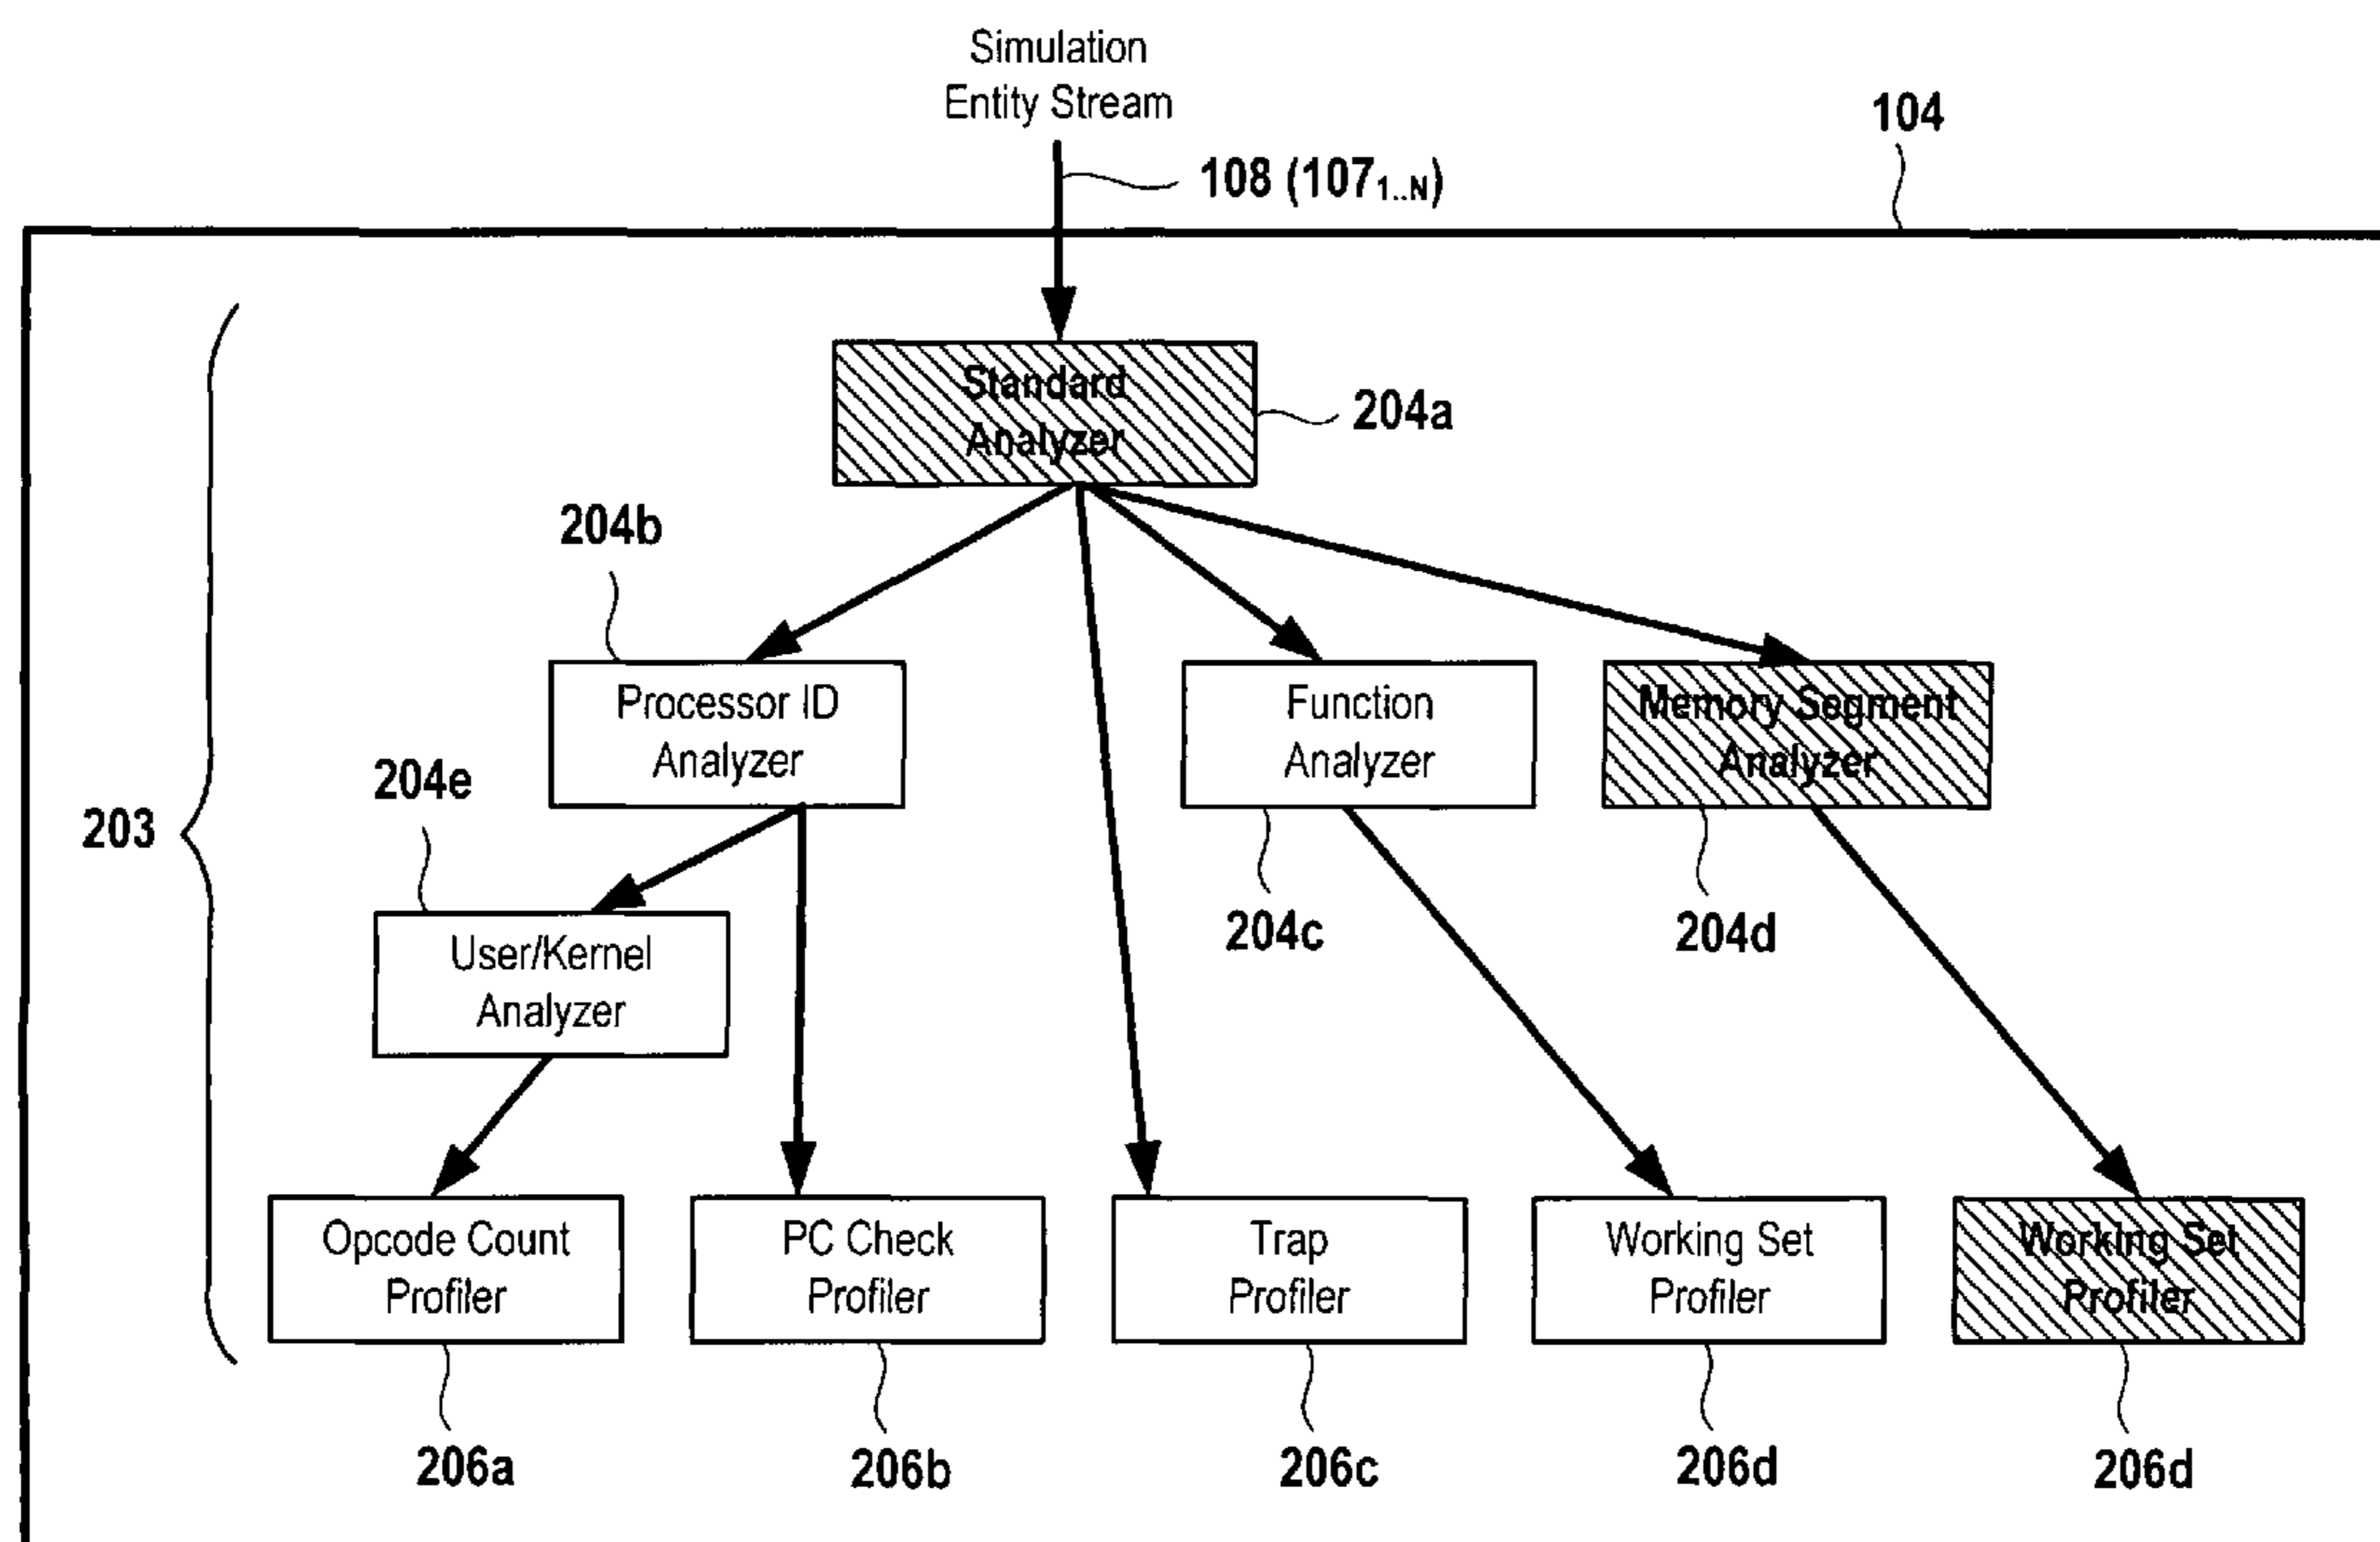 Simulation
Entity Stream
104
108 (107₁..N)
Standard
Analyzer
204a
204b
Processor ID
Analyzer
Function
Analyzer
Memory Segment
Analyzer
204e
203
204c
204d
User/Kernel
Analyzer
Opcode Count
Profiler
PC Check
Profiler
Trap
Profiler
Working Set
Profiler
Working Set
Profiler
206a
206b
206c
206d
206d